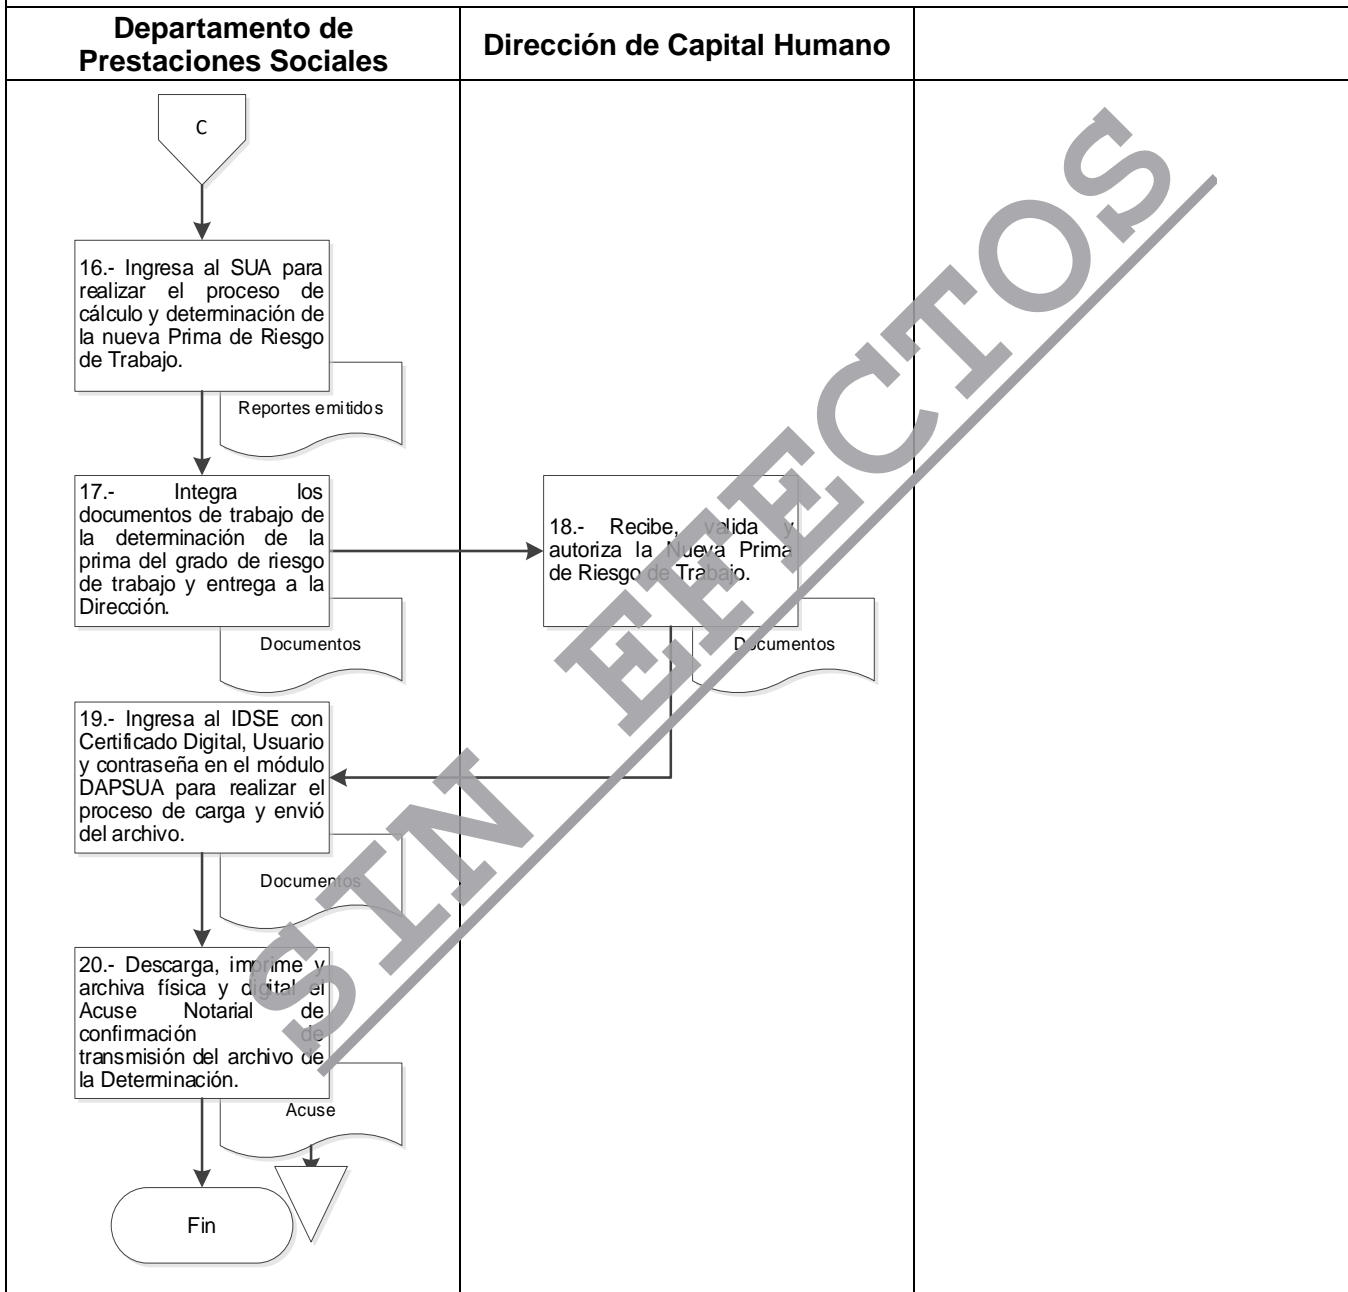 Departamento de
Prestaciones Sociales
Dirección de Capital Humano
C
16.- Ingresa al SUA para
realizar el proceso de
cálculo y determinación de
la nueva Prima de Riesgo
de Trabajo.
Reportes emitidos
17.- Integra los
documentos de trabajo de
la determinación de la
prima del grado de riesgo
de trabajo y entrega a la
Dirección.
Documentos
18.- Recibe, valida y
autoriza la Nueva Prima
de Riesgo de Trabajo.
Documentos
19.- Ingresa al IDSE con
Certificado Digital, Usuario
y contraseña en el módulo
DAPSUA para realizar el
proceso de carga y envió
del archivo.
Documentos
20.- Descarga, imprime y
archiva física y digital el
Acuse Notarial de
confirmación de
transmisión del archivo de
la Determinación.
Acuse
Fin
SIN EFECTOS